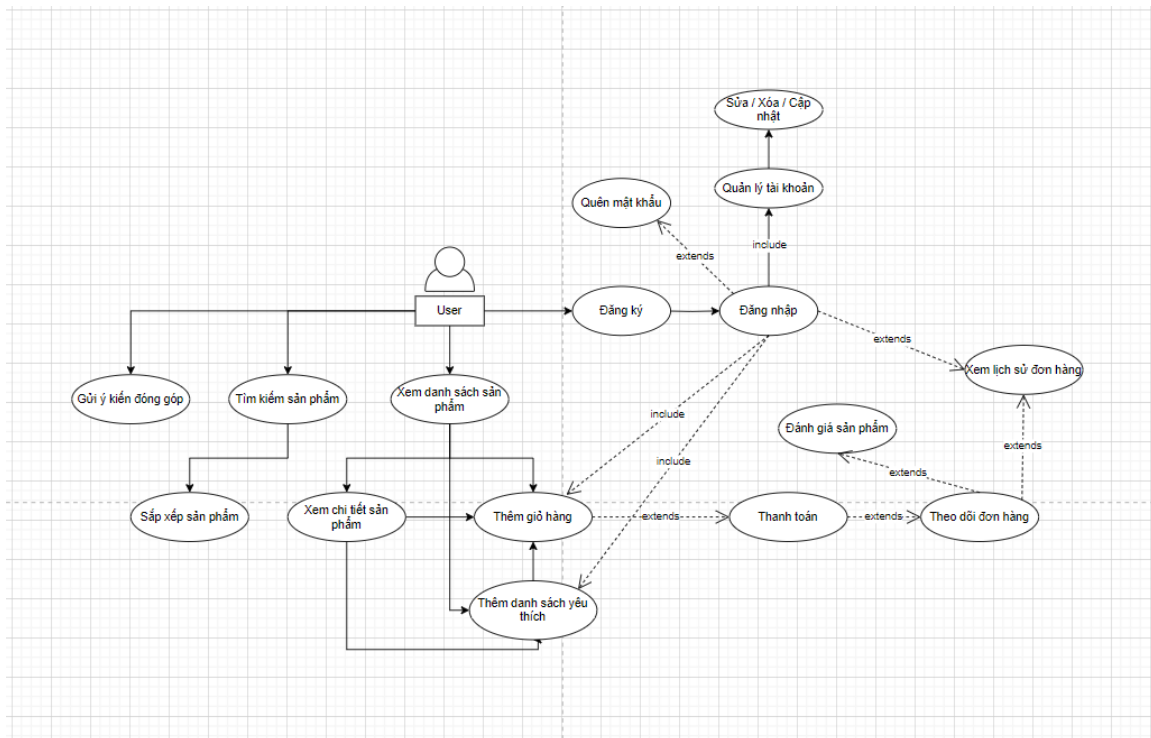 Sửa / Xóa / Cập
nhật
Quên mật khẩu
Quản lý tài khoản
extends
include
User
Đăng ký
Đăng nhập
extends
Xem lịch sử đơn hàng
Gửi ý kiến đóng góp
Tìm kiếm sản phẩm
Xem danh sách sản
phẩm
include
Đánh giá sản phẩm
extends
include
extends
Sắp xếp sản phẩm
Xem chi tiết sản
phẩm
Thêm giỏ hàng
extends
Thanh toán
extends
Theo dõi đơn hàng
Thêm danh sách yêu
thích